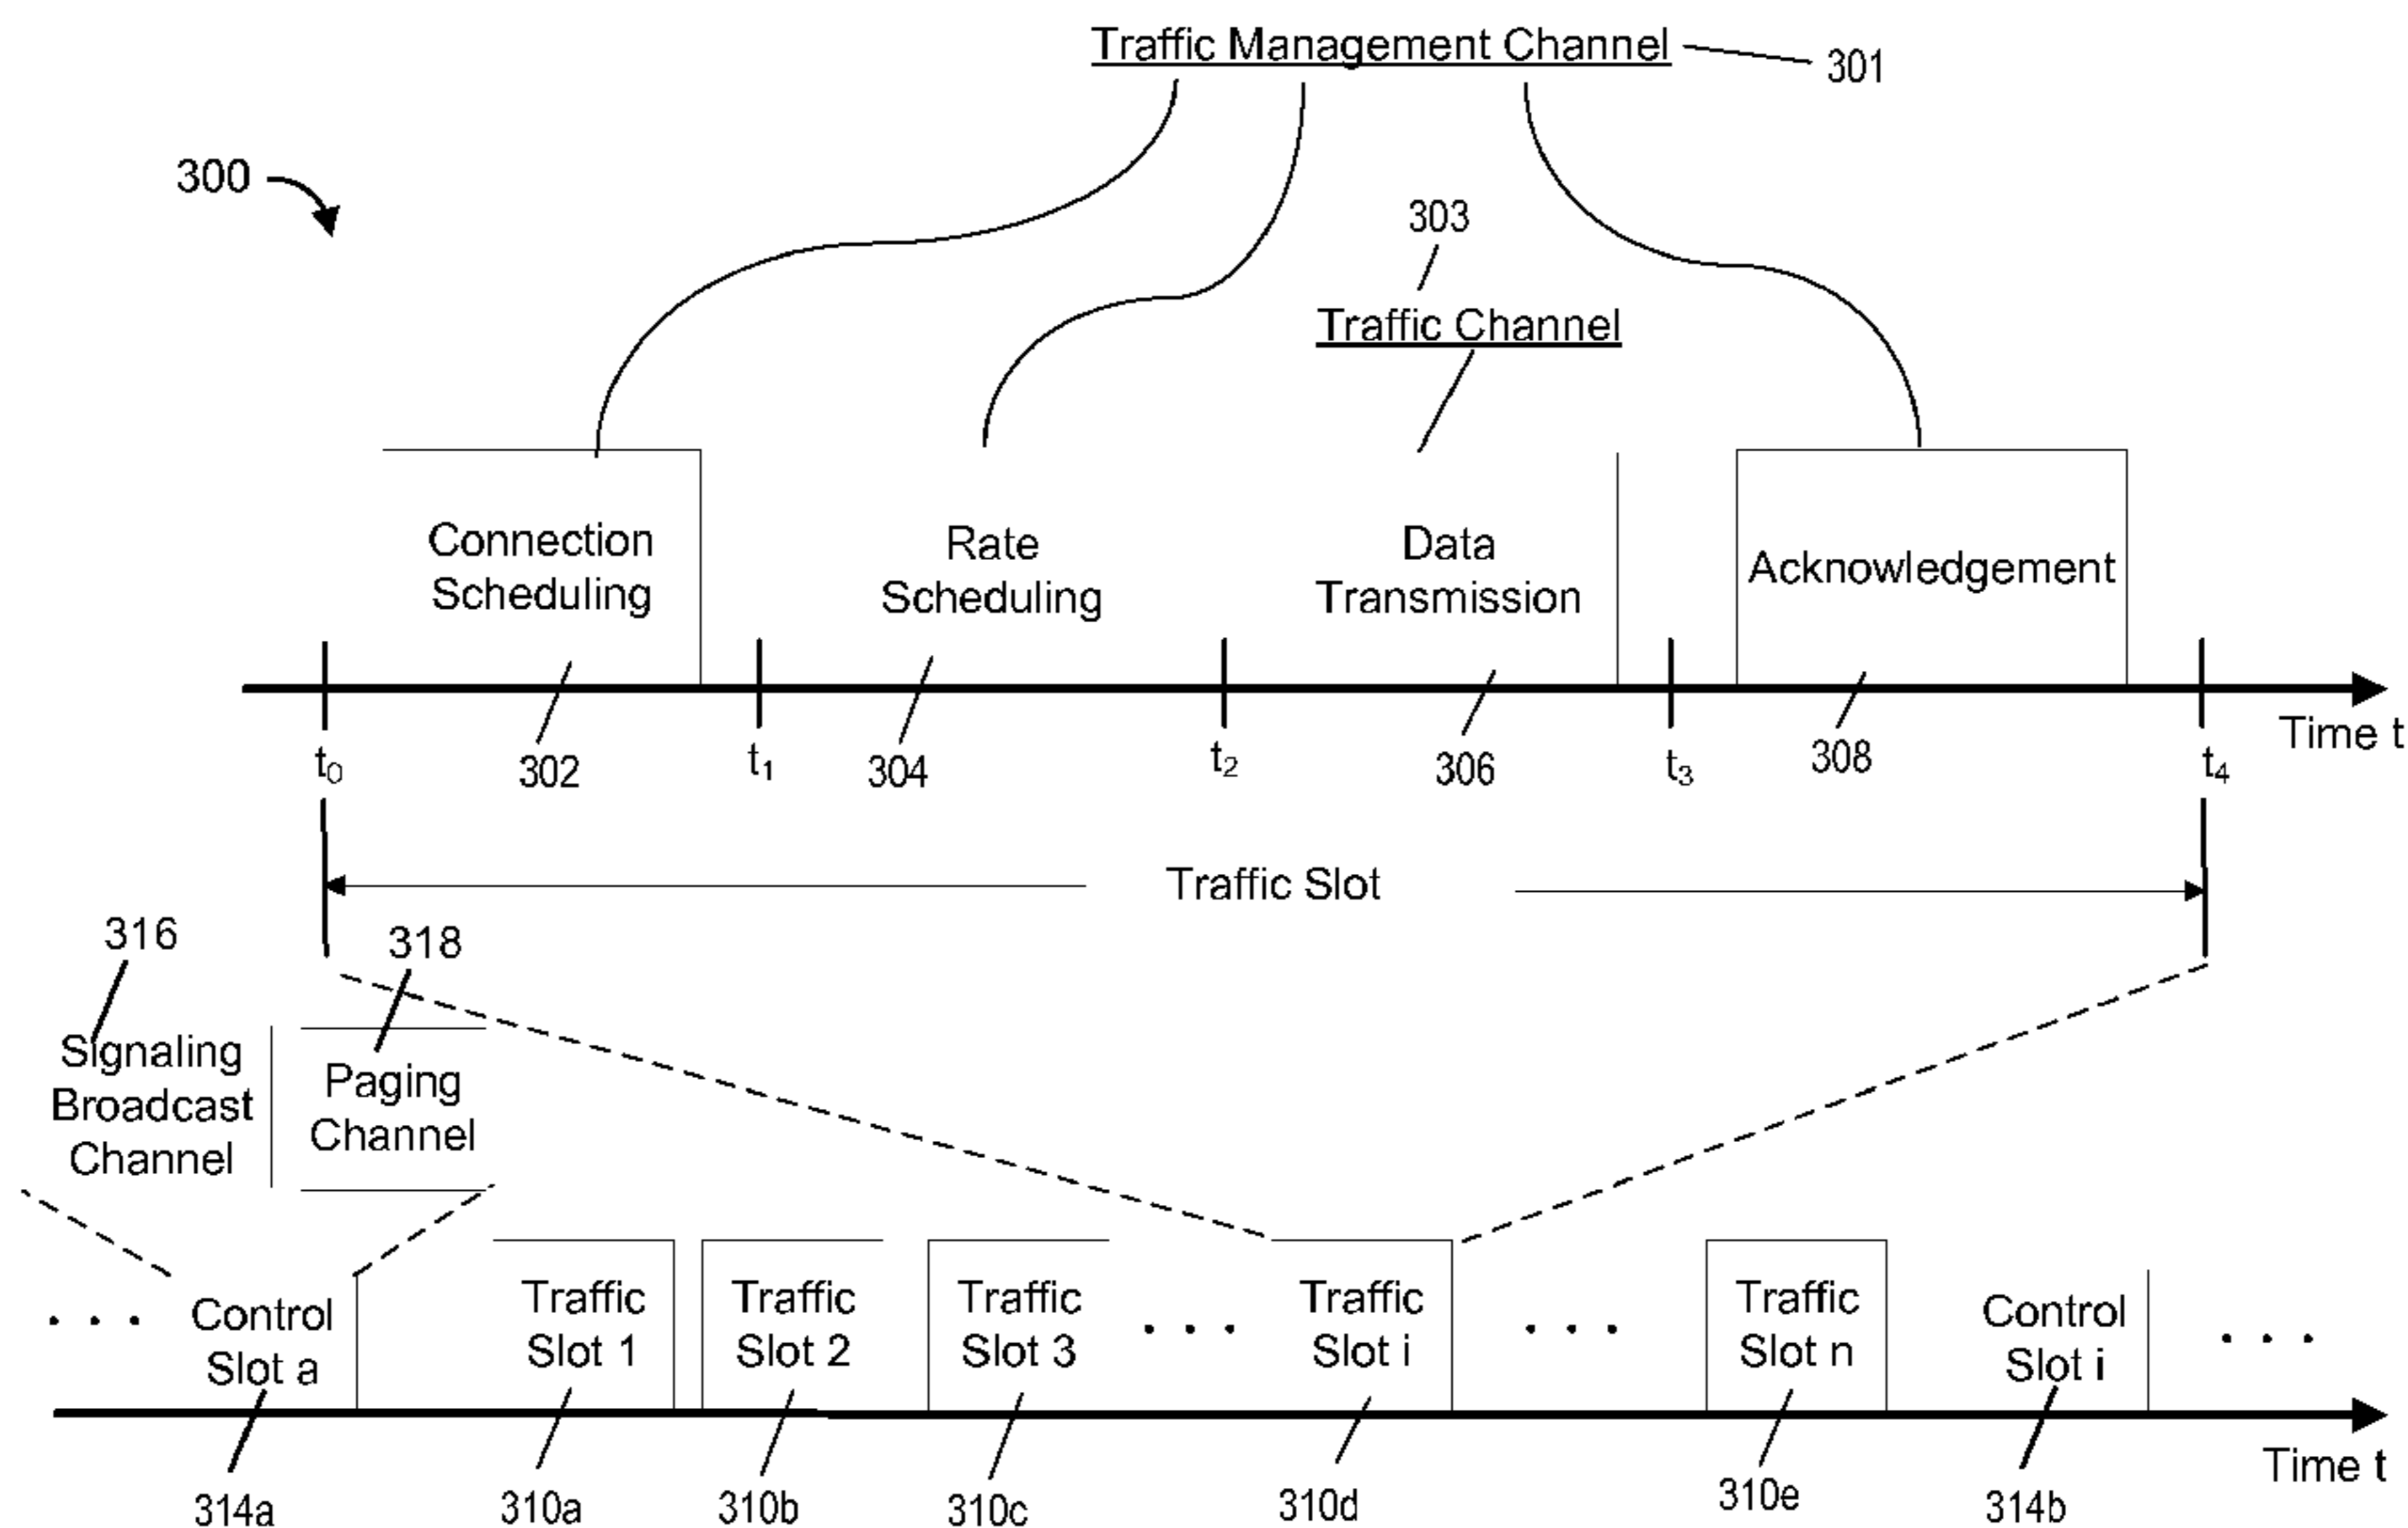 Traffic Management Channel
301
300
303
Traffic Channel
Connection
Scheduling
Rate
Scheduling
Data
Transmission
Acknowledgement
Time t
t0
302
t1
304
t2
306
t3
308
t4
Traffic Slot
316
318
Signaling
Broadcast
Channel
Paging
Channel
. . .
Control
Slot a
Traffic
Slot 1
Traffic
Slot 2
Traffic
Slot 3
. . .
Traffic
Slot i
. . .
Traffic
Slot n
Control
Slot i
. . .
Time t
314a
310a
310b
310c
310d
310e
314b